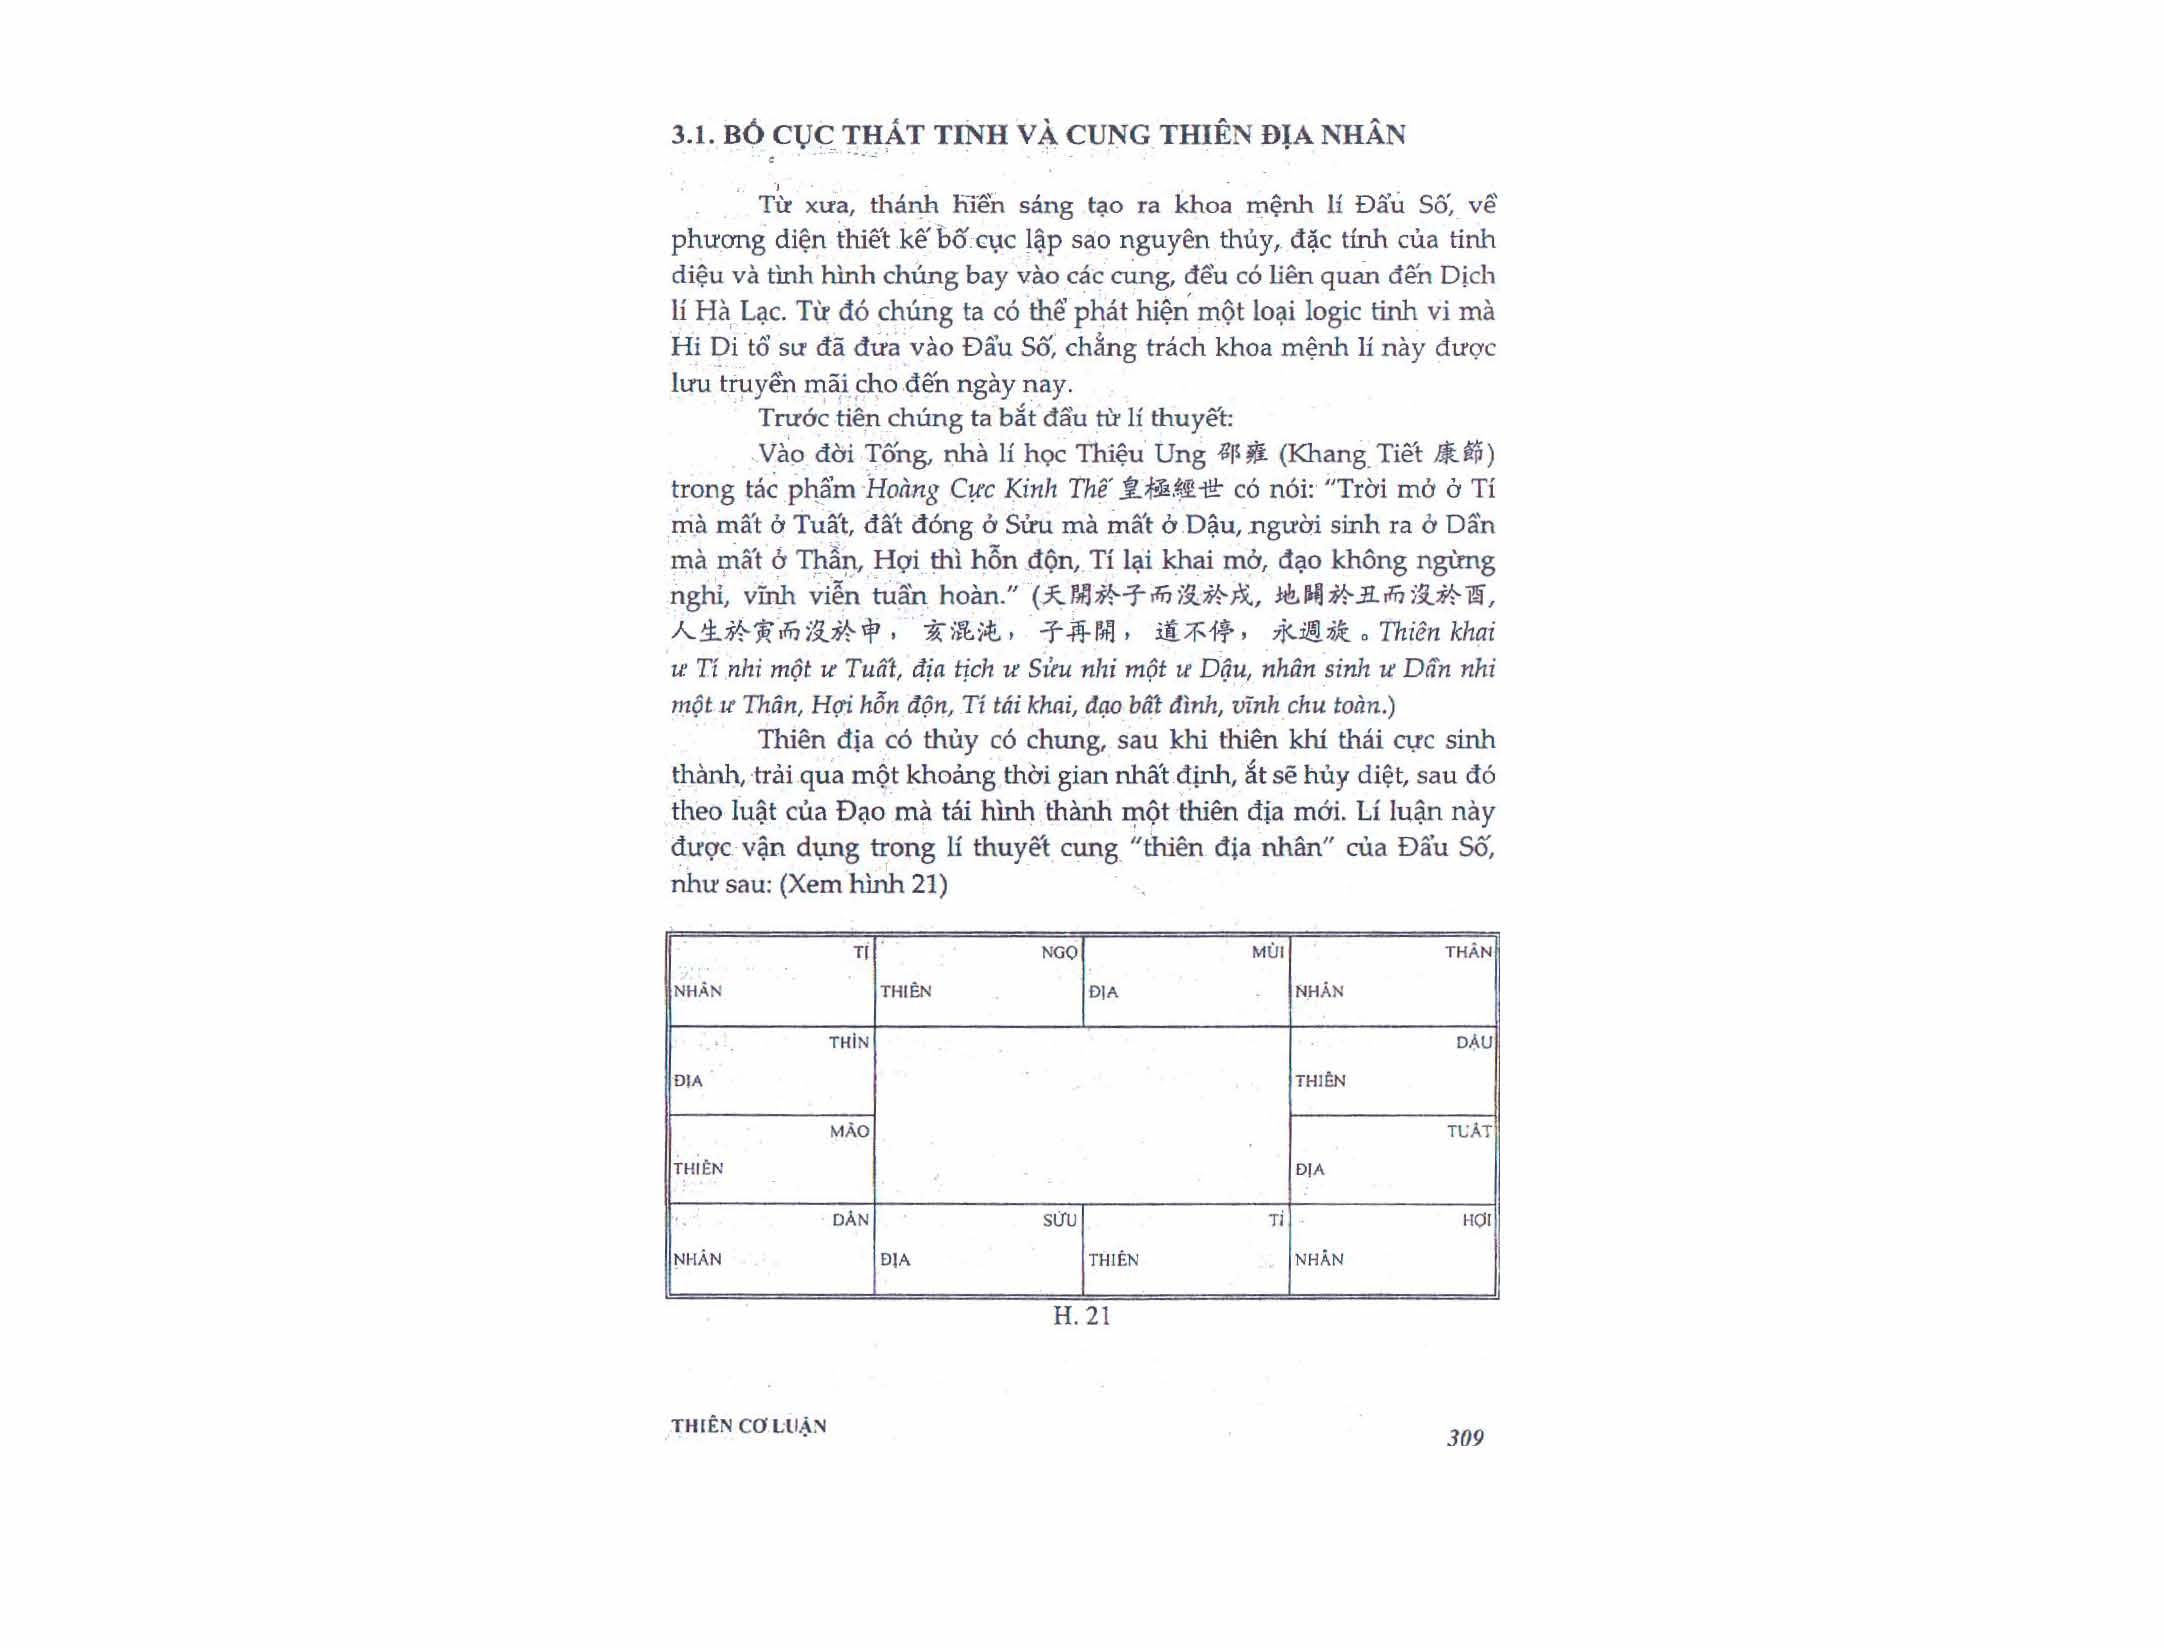 3.1. BỐ CỤC THẤT TINH VÀ CUNG THIÊN ĐỊA NHÂN
Từ xưa, thánh hiền sáng tạo ra khoa mệnh lí Đẩu Số, về
phương diện thiết kế bố cục lập sao nguyên thủy, đặc tính của tinh
diệu và tình hình chúng bay vào các cung, đều có liên quan đến Dịch
lí Hà Lạc. Từ đó chúng ta có thể phát hiện một loại logic tinh vi mà
Hi Di tổ sư đã đưa vào Đẩu Số, chẳng trách khoa mệnh lí này được
lưu truyền mãi cho đến ngày nay.
Trước tiên chúng ta bắt đầu từ lí thuyết:
Vào đời Tống, nhà lí học Thiệu Ung 邵雍 (Khang Tiết 康節)
trong tác phẩm Hoàng Cực Kinh Thế 皇極經世 có nói: "Trời mở ở Tí
mà mất ở Tuất, đất đóng ở Sửu mà mất ở Dậu, người sinh ra ở Dần
mà mất ở Thần, Hợi thì hỗn độn, Tí lại khai mở, đạo không ngừng
nghỉ, vĩnh viễn tuần hoàn." (天開於子而沒於戌, 地闢於丑而沒於酉,
人生於寅而沒於申, 亥混沌, 子再開, 道不停, 永週旋。Thiên khai
ư Tí nhi một ư Tuất, địa tịch ư Sửu nhi một ư Dậu, nhân sinh ư Dần nhi
một ư Thân, Hợi hỗn độn, Tí tái khai, đạo bất đình, vĩnh chu toàn.)
Thiên địa có thủy có chung, sau khi thiên khí thái cực sinh
thành, trải qua một khoảng thời gian nhất định, ắt sẽ hủy diệt, sau đó
theo luật của Đạo mà tái hình thành một thiên địa mới. Lí luận này
được vận dụng trong lí thuyết cung "thiên địa nhân" của Đẩu Số,
như sau: (Xem hình 21)
TỊ NGỌ MÙI THÂN
NHÂN THIÊN ĐỊA NHÂN
THÌN DẬU
ĐỊA THIÊN
MÃO TUẤT
THIÊN ĐỊA
DẦN SỬU TÍ HỢI
NHÂN ĐỊA THIÊN NHÂN
H. 21
THIÊN CƠ LUẬN
309